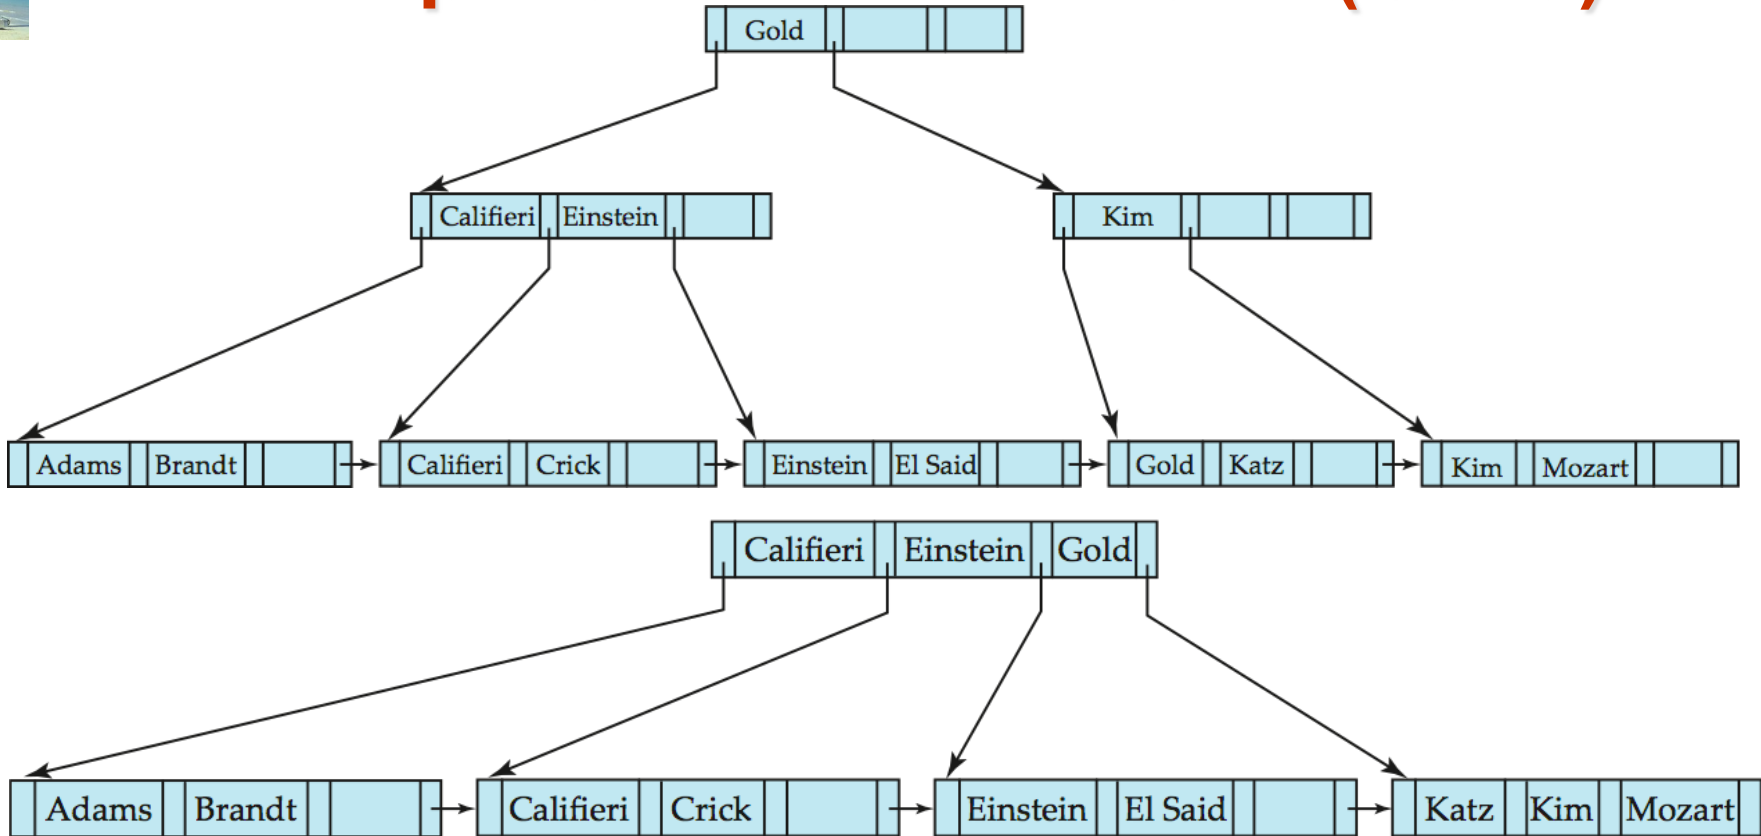 Gold
Califieri Einstein Kim
Adams Brandt Califieri Crick Einstein El Said Gold Katz Kim Mozart
Califieri Einstein Gold
Adams Brandt Califieri Crick Einstein El Said Katz Kim Mozart